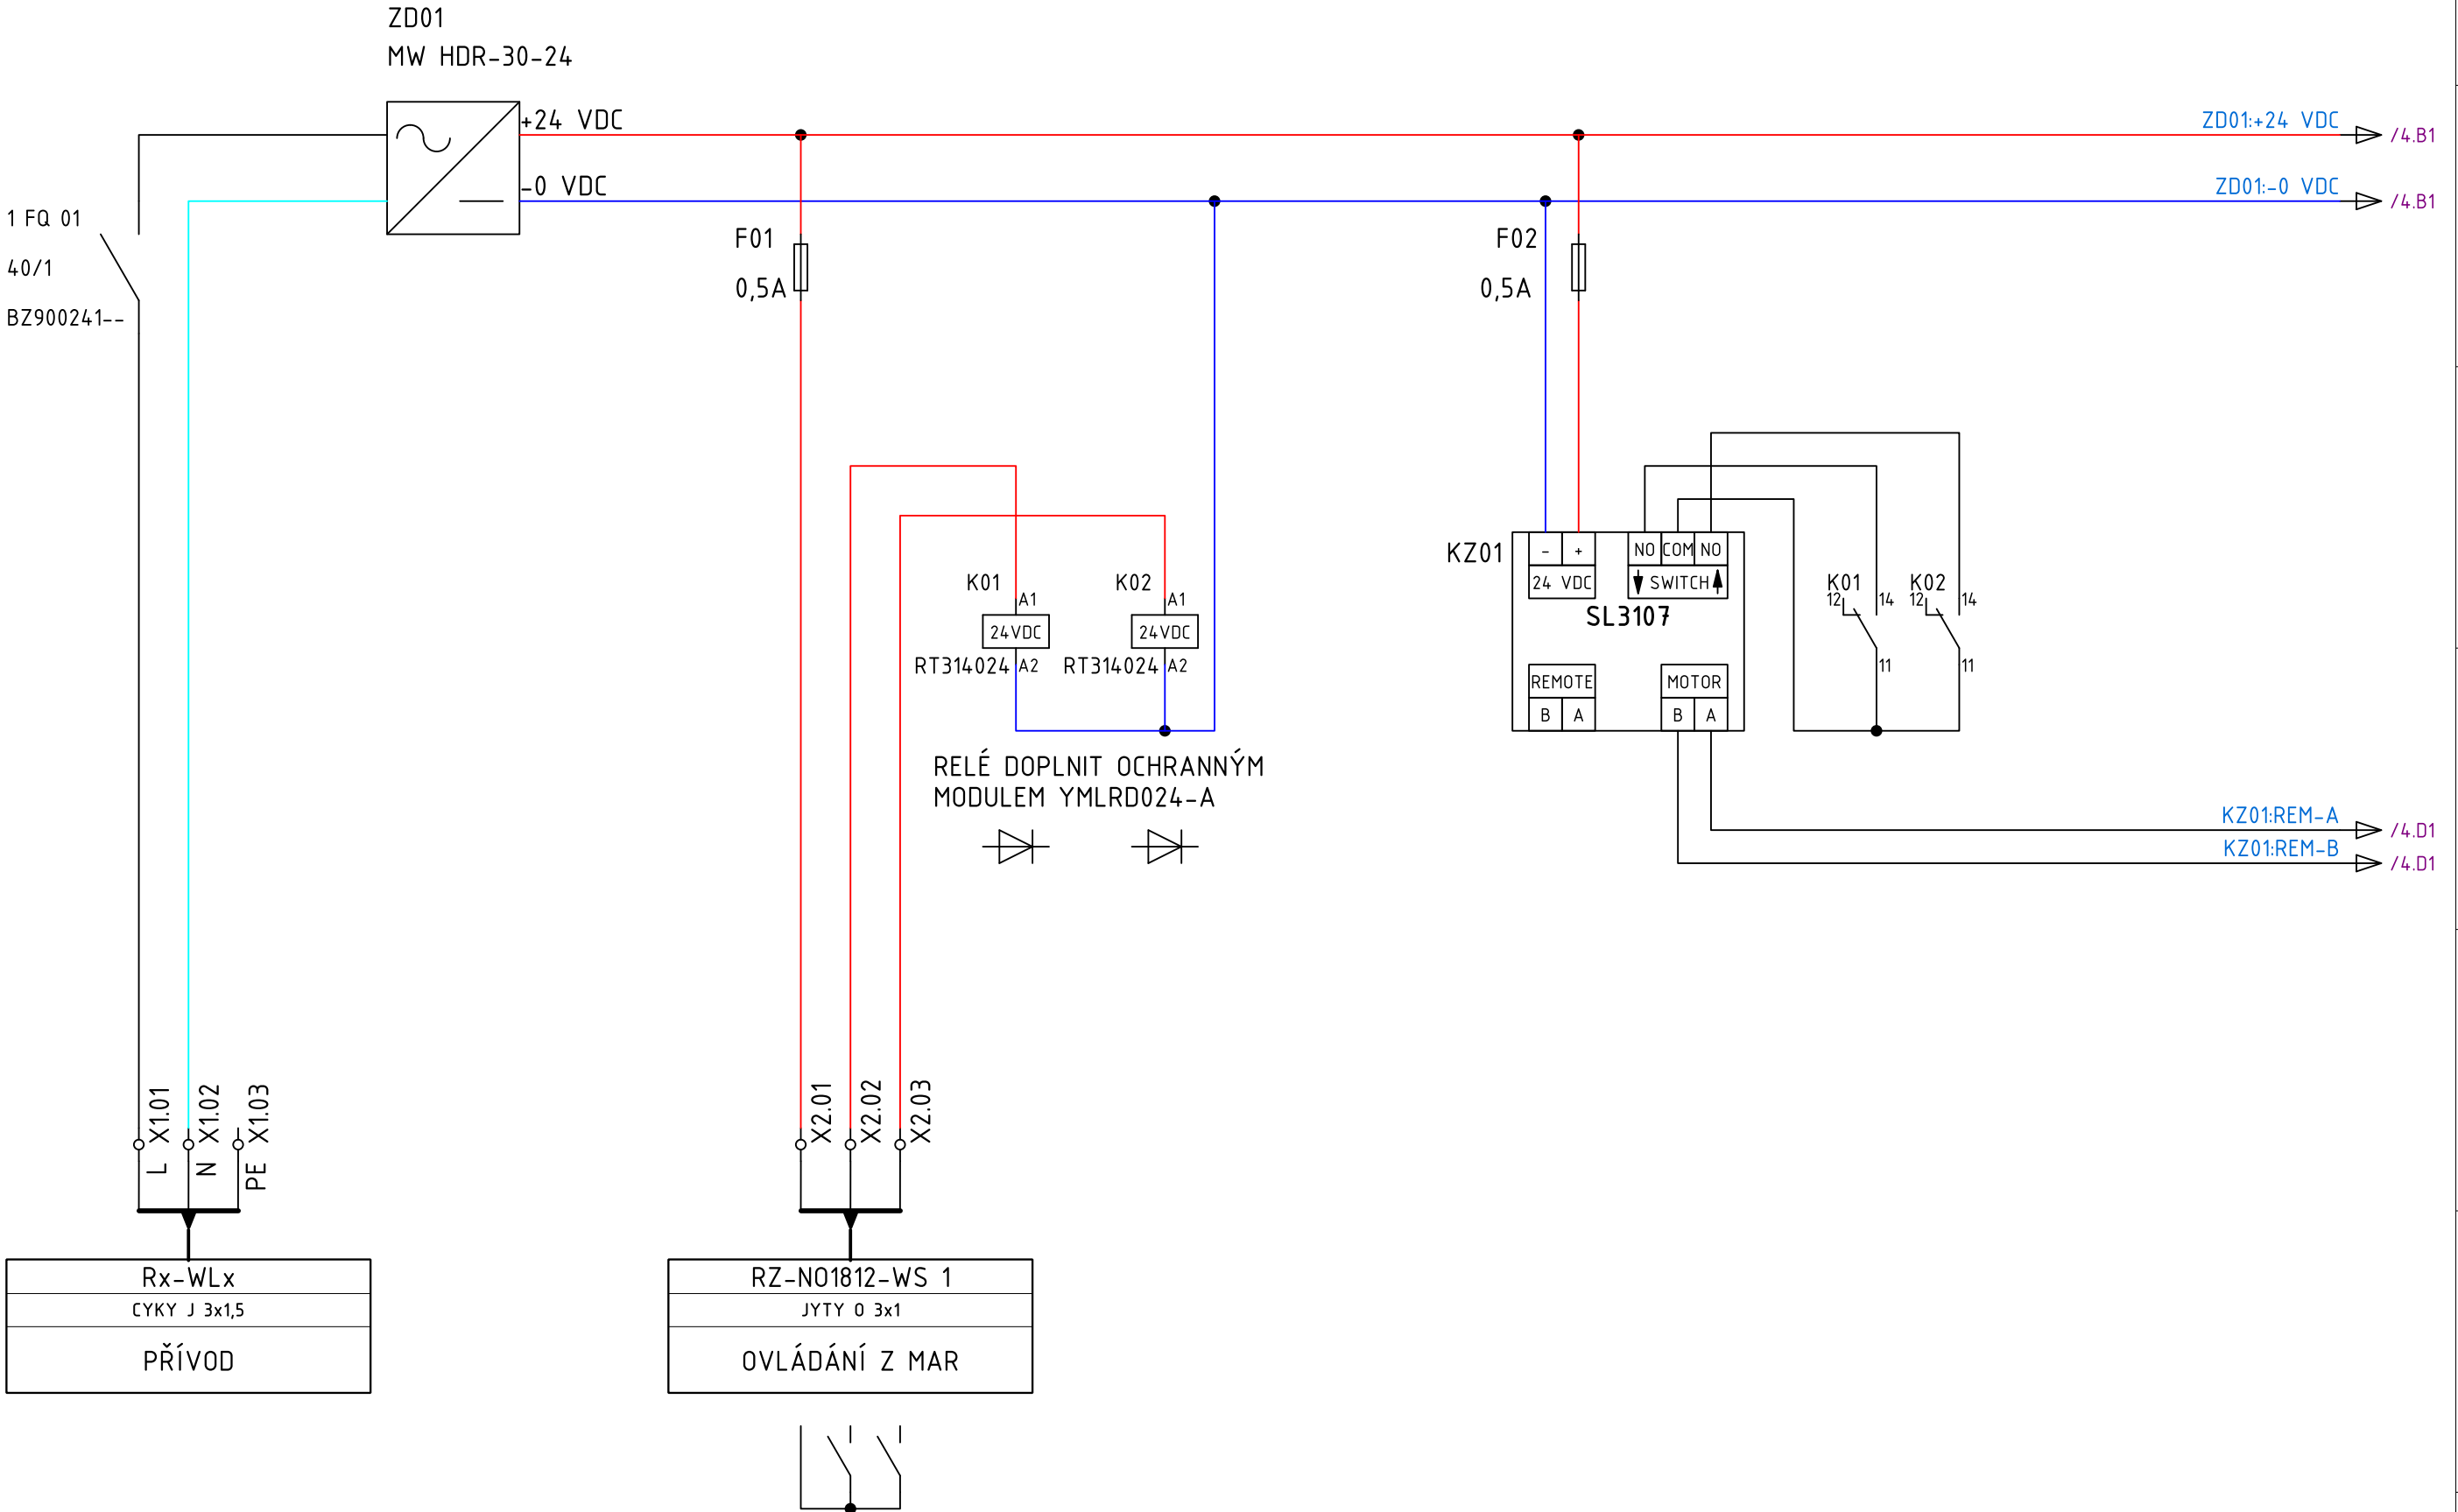 ZD01
MW HDR-30-24
+24 VDC
-0 VDC
ZD01:+24 VDC
/4.B1
ZD01:-0 VDC
/4.B1
1 FQ 01
40/1
BZ900241--
F01
0,5A
F02
0,5A
K01
A1
24VDC
RT314024
A2
K02
A1
24VDC
RT314024
A2
RELÉ DOPLNIT OCHRANNÝM
MODULEM YMLRD024-A
KZ01
- +
24 VDC
NO COM NO
SWITCH
SL3107
REMOTE
B A
MOTOR
B A
K01
12
14
11
K02
12
14
11
KZ01:REM-A
/4.D1
KZ01:REM-B
/4.D1
X1.01
X1.02
X1.03
L
N
PE
X2.01
X2.02
X2.03
Rx-WLx
CYKY J 3x1,5
PŘÍVOD
RZ-NO1812-WS 1
JYTY O 3x1
OVLÁDÁNÍ Z MAR